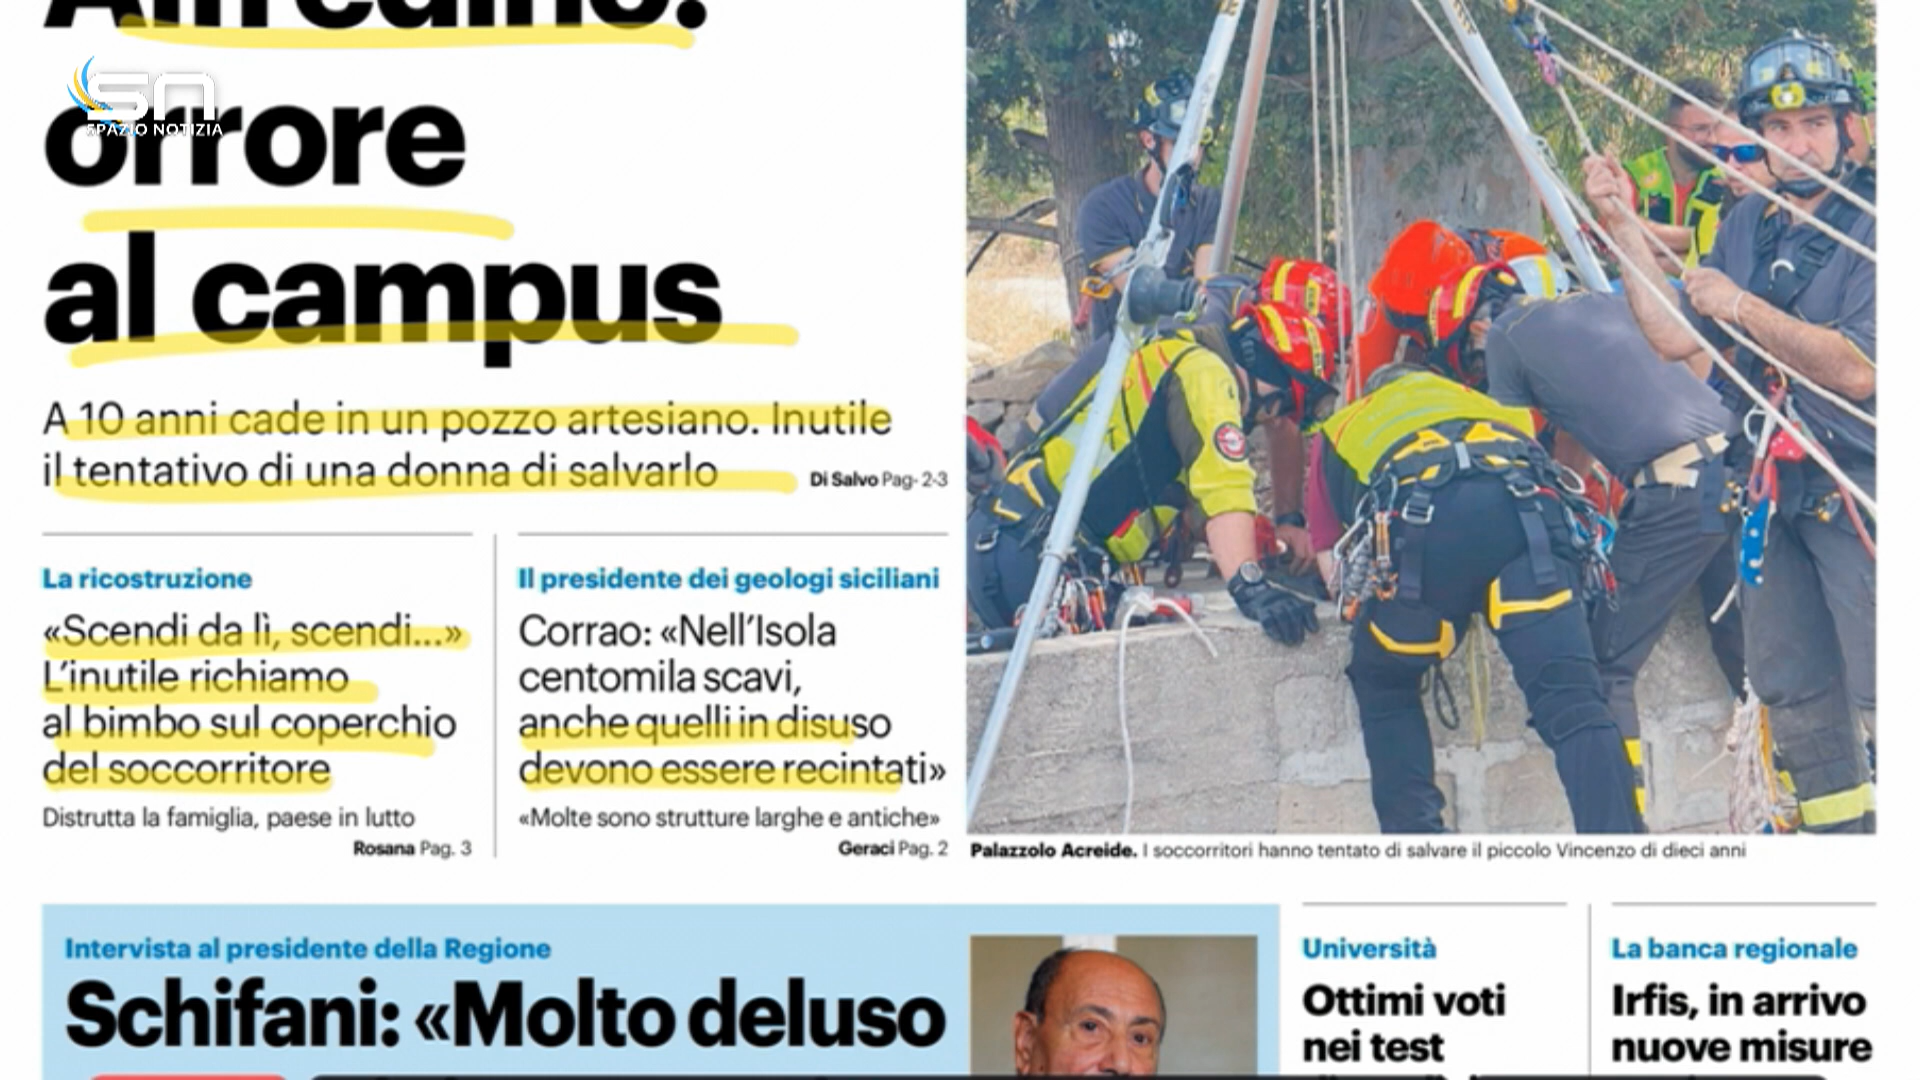 Alfredino:
orrore
al campus
SN
SPAZIO NOTIZIA
A 10 anni cade in un pozzo artesiano. Inutile
il tentativo di una donna di salvarlo
Di Salvo Pag- 2-3
La ricostruzione
«Scendi da lì, scendi...»
L'inutile richiamo
al bimbo sul coperchio
del soccorritore
Distrutta la famiglia, paese in lutto
Rosana Pag. 3
Il presidente dei geologi siciliani
Corrao: «Nell'Isola
centomila scavi,
anche quelli in disuso
devono essere recintati»
«Molte sono strutture larghe e antiche»
Geraci Pag. 2
Palazzolo Acreide. I soccorritori hanno tentato di salvare il piccolo Vincenzo di dieci anni
Intervista al presidente della Regione
Schifani: «Molto deluso
Università
Ottimi voti
nei test
La banca regionale
Irfis, in arrivo
nuove misure